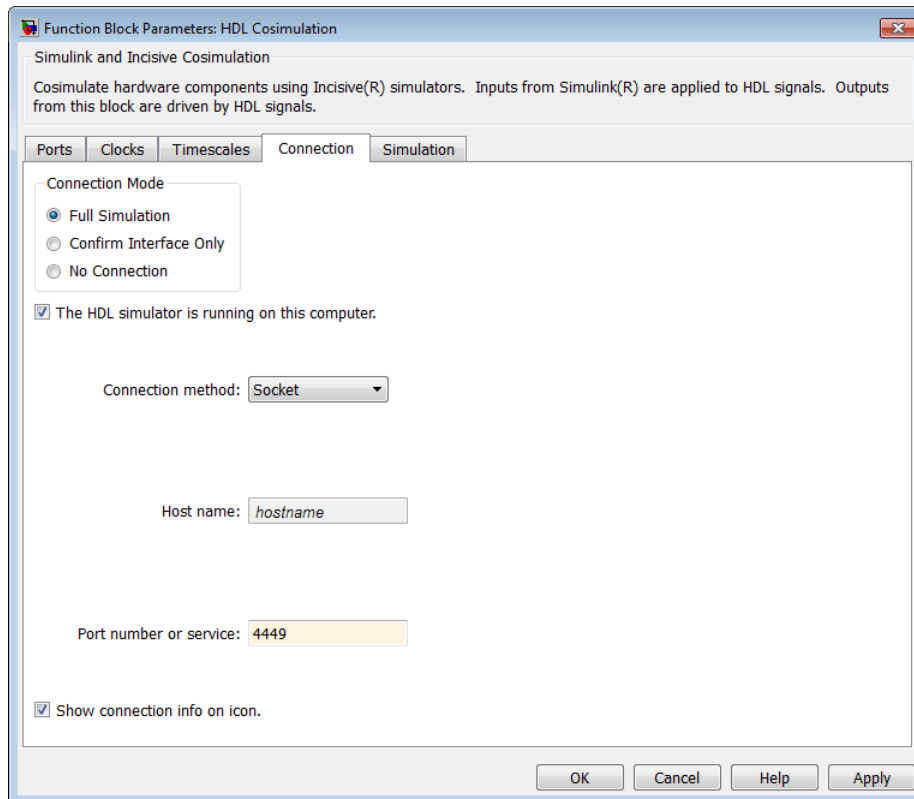 Function Block Parameters: HDL Cosimulation
Simulink and Incisive Cosimulation
Cosimulate hardware components using Incisive(R) simulators.  Inputs from Simulink(R) are applied to HDL signals.  Outputs
from this block are driven by HDL signals.
Ports Clocks Timescales Connection Simulation
Connection Mode
Full Simulation
Confirm Interface Only
No Connection
The HDL simulator is running on this computer.
Connection method: Socket
Host name: hostname
Port number or service: 4449
Show connection info on icon.
OK Cancel Help Apply